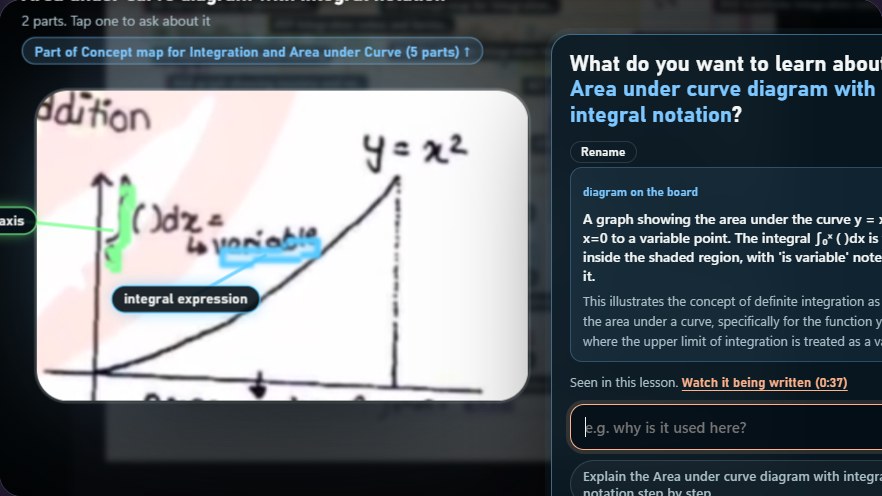 2 parts. Tap one to ask about it
Part of Concept map for Integration and Area under Curve (5 parts) ↑
ddition
y = x²
∫( )dx =
↳ variable
axis
integral expression
What do you want to learn about
Area under curve diagram with
integral notation?
Rename
diagram on the board
A graph showing the area under the curve y = x
x=0 to a variable point. The integral ∫₀ˣ ( )dx is
inside the shaded region, with 'is variable' note
it.
This illustrates the concept of definite integration as
the area under a curve, specifically for the function y
where the upper limit of integration is treated as a va
Seen in this lesson. Watch it being written (0:37)
e.g. why is it used here?
Explain the Area under curve diagram with integra
notation step by step